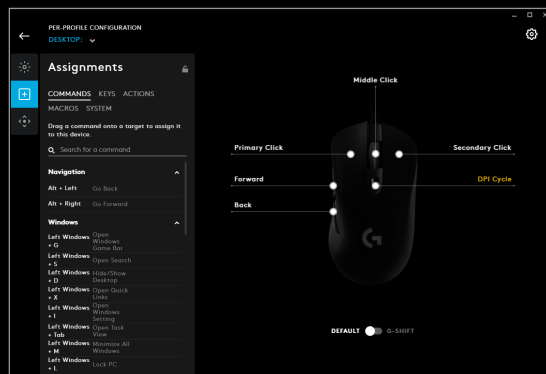 PER-PROFILE CONFIGURATION
DESKTOP:
Assignments
COMMANDS KEYS ACTIONS
MACROS SYSTEM
Drag a command onto a target to assign it
to this device.
Search for a command
Navigation
Alt + Left Go Back
Alt + Right Go Forward
Windows
Left Windows + G Open Windows Game Bar
Left Windows + S Open Search
Left Windows + D Hide/Show Desktop
Left Windows + X Open Quick Links
Left Windows + I Open Windows Setting
Left Windows + Tab Open Task View
Left Windows + M Minimize All Windows
Left Windows + L Lock PC
Middle Click
Primary Click
Secondary Click
Forward
DPI Cycle
Back
G
DEFAULT G-SHIFT